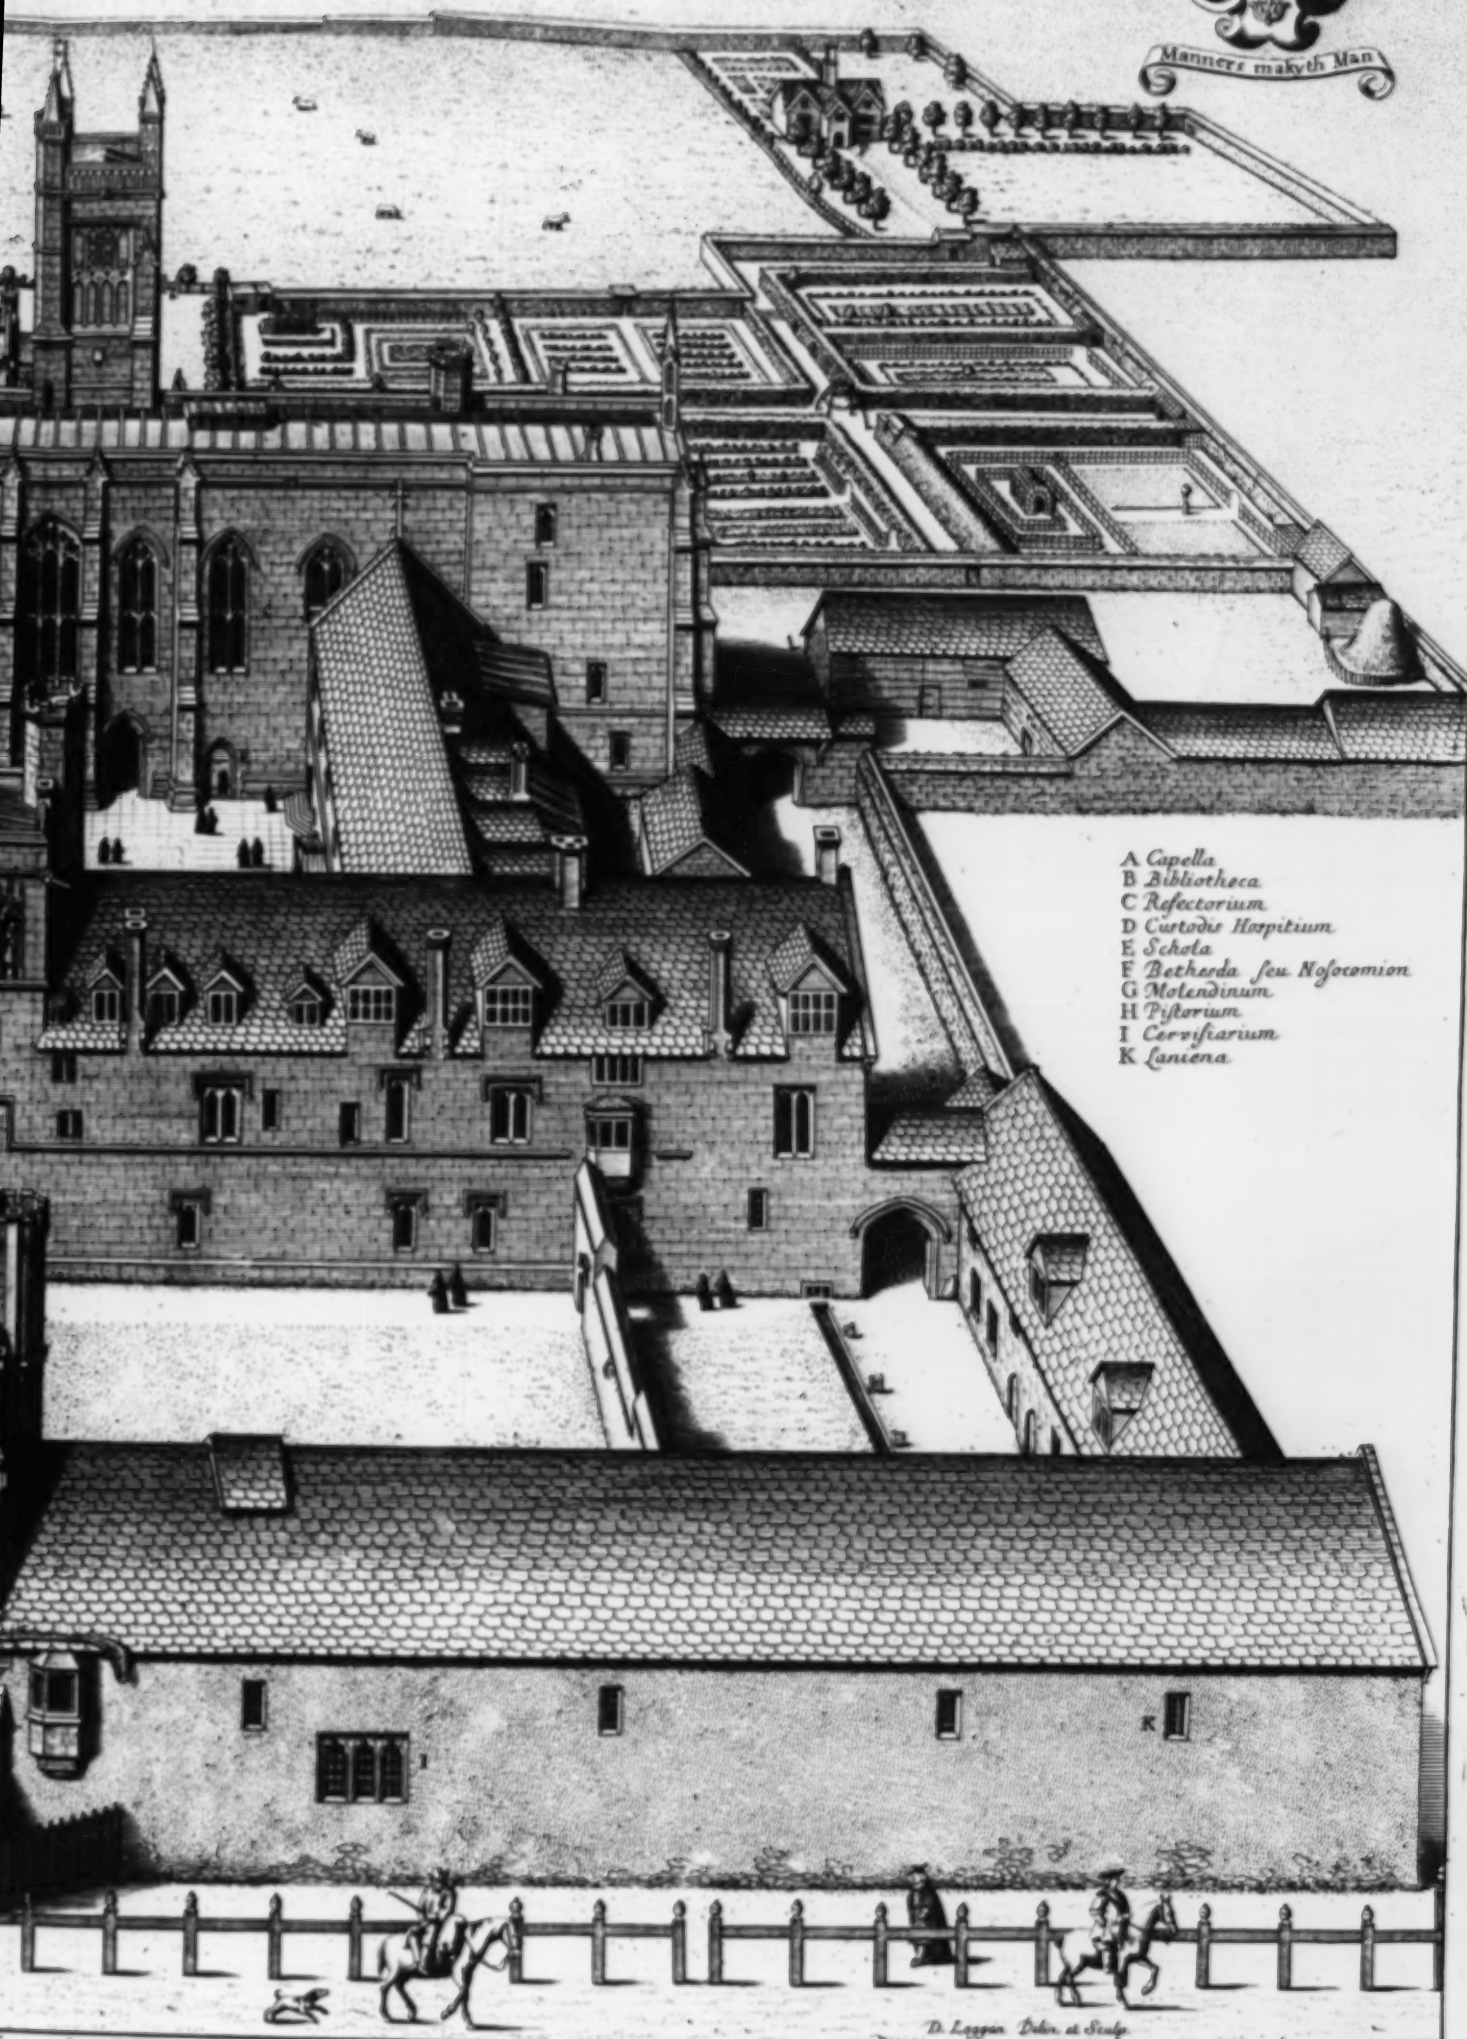 Manners makyth Man
A Capella
B Bibliotheca
C Refectorium
D Custodis Hospitium
E Schola
F Bethesda ſeu Noſocomion
G Molendinum
H Piſtorium
I Cerviſiarium
K Laniena
K
I
D. Loggan Delin et Sculp